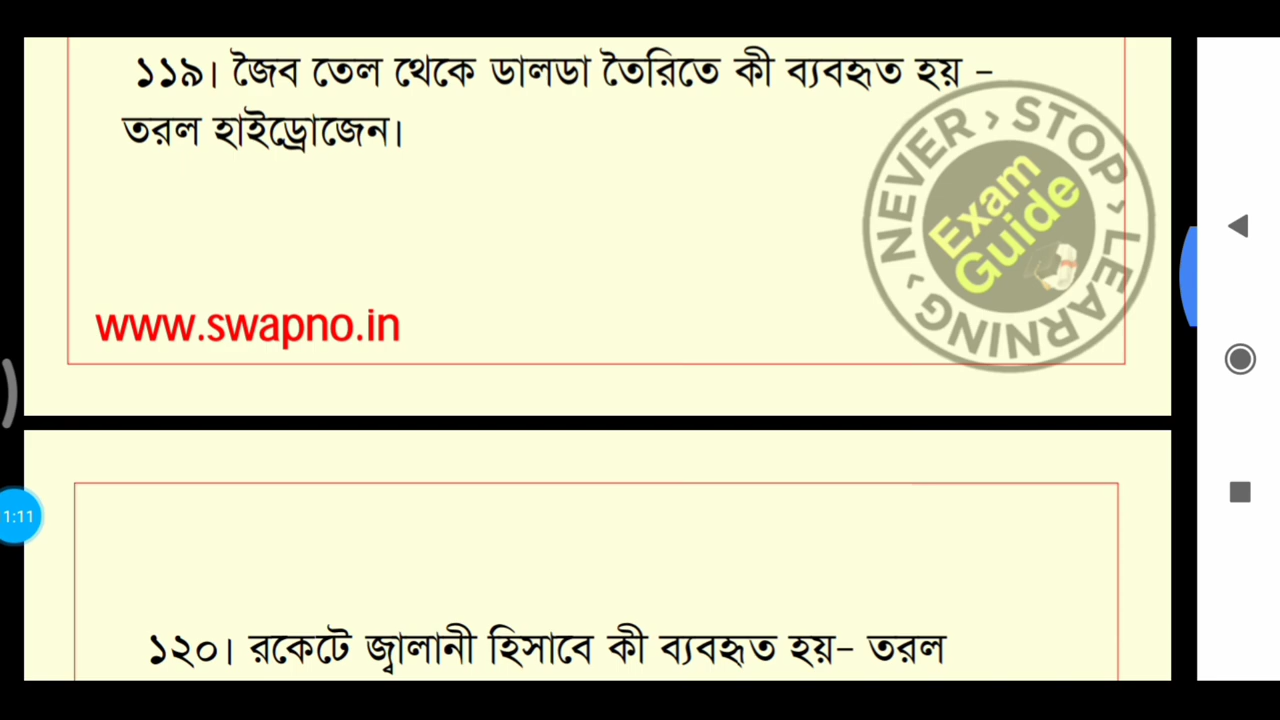 ১১৯। জৈব তেল থেকে ডালডা তৈরিতে কী ব্যবহৃত হয় –
তরল হাইড্রোজেন।
NEVER › STOP › LEARNING ›
Exam
Guide
www.swapno.in
1:11
১২০। রকেটে জ্বালানী হিসাবে কী ব্যবহৃত হয়– তরল